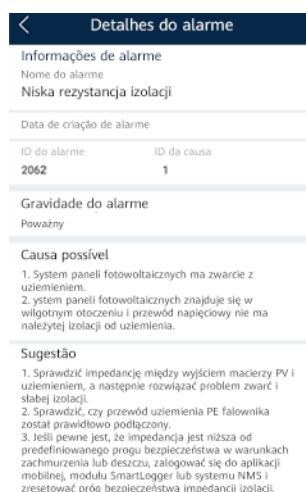 Detalhes do alarme
Informações de alarme
Nome do alarme
Niska rezystancja izolacji
Data de criação de alarme
ID do alarme ID da causa
2062 1
Gravidade do alarme
Poważny
Causa possível
1. System paneli fotowoltaicznych ma zwarcie z
uziemieniem.
2. ystem paneli fotowoltaicznych znajduje się w
wilgotnym otoczeniu i przewód napięciowy nie ma
należytej izolacji od uziemienia.
Sugestão
1. Sprawdzić impedancję między wyjściem macierzy PV i
uziemieniem, a następnie rozwiązać problem zwarć i
słabej izolacji.
2. Sprawdzić, czy przewód uziemienia PE falownika
został prawidłowo podłączony.
3. Jeśli pewne jest, że impedancja jest niższa od
predefiniowanego progu bezpieczeństwa w warunkach
zachmurzenia lub deszczu, zalogować się do aplikacji
mobilnej, modułu SmartLogger lub systemu NMS i
zresetować próg bezpieczeństwa impedancji izolacji.